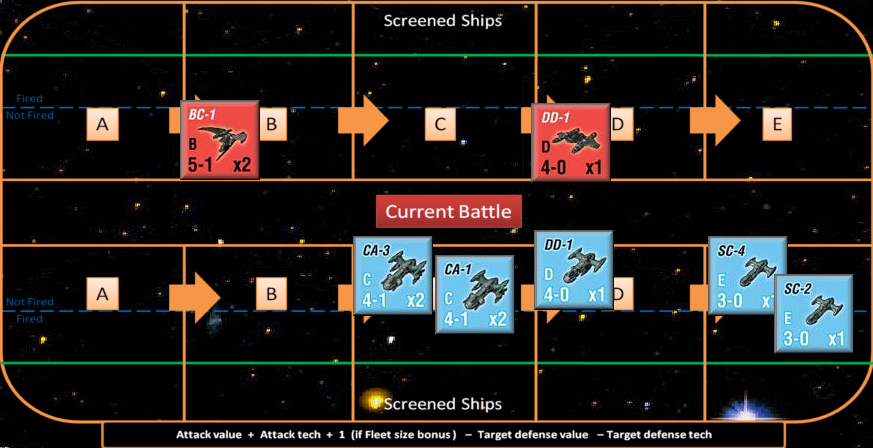 Screened Ships
Fired
Not Fired
A
B
C
D
E
BC-1
B
5-1 x2
DD-1
D
4-0 x1
Current Battle
A
B
D
Not Fired
Fired
CA-3
C
4-1 x2
CA-1
C
4-1 x2
DD-1
D
4-0 x1
SC-4
E
3-0
SC-2
E
3-0 x1
Screened Ships
Attack value + Attack tech + 1 (if Fleet size bonus) – Target defense value – Target defense tech